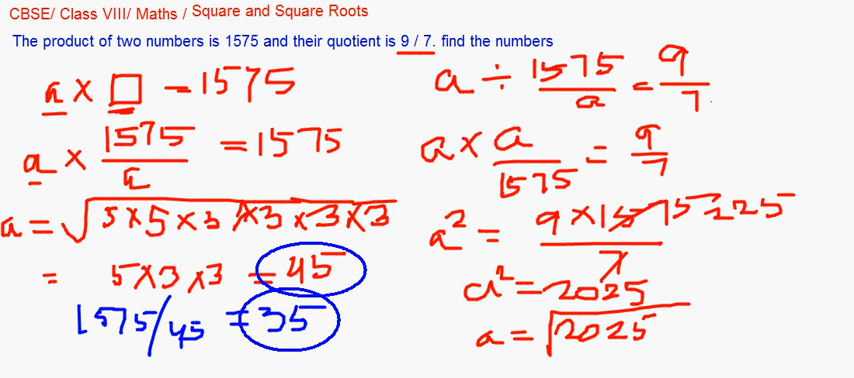 CBSE/ Class VIII/ Maths / Square and Square Roots
The product of two numbers is 1575 and their quotient is 9 / 7. find the numbers
a × □ = 1575
a × 1575/a = 1575
a = √5×5×3×3×3×3
= 5×3×3 = 45
1575/45 = 35
a ÷ 1575/a = 9/7
a × a/1575 = 9/7
a² = 9×1575/7 225
a² = 2025
a = √2025